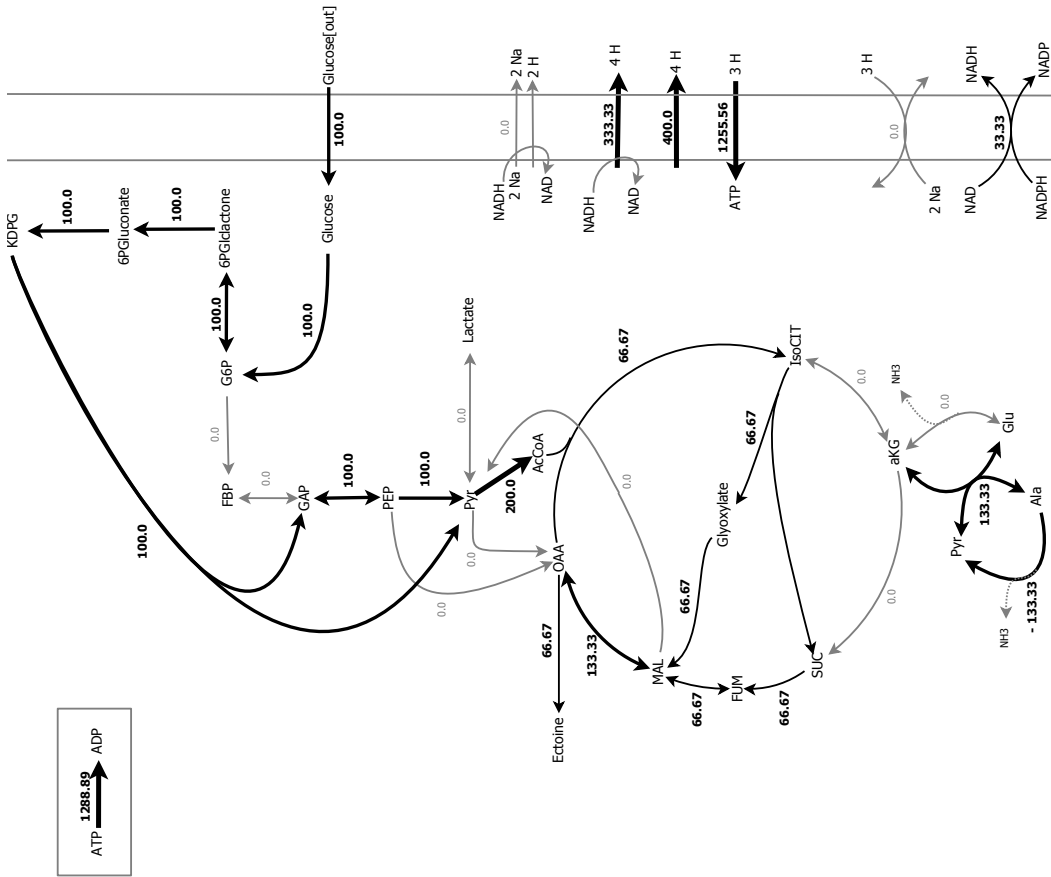 Glucose[out]
100.0
Glucose
100.0
KDPG
100.0
6PGluconate
100.0
6PGlclactone
100.0
G6P
0.0
FBP
0.0
GAP
100.0
PEP
100.0
100.0
Pyr
0.0
Lactate
200.0
AcCoA
0.0
0.0
OAA
66.67
Ectoine
133.33
MAL
0.0
66.67
IsoCIT
66.67
Glyoxylate
66.67
66.67
FUM
66.67
SUC
0.0
aKG
0.0
NH3
0.0
Glu
133.33
Pyr
Ala
NH3
- 133.33
2 Na
2 H
0.0
NADH
2 Na
NAD
4 H
333.33
NADH
NAD
4 H
400.0
3 H
1255.56
ATP
3 H
0.0
2 Na
NADH
NADP
33.33
NAD
NADPH
ATP
1288.89
ADP